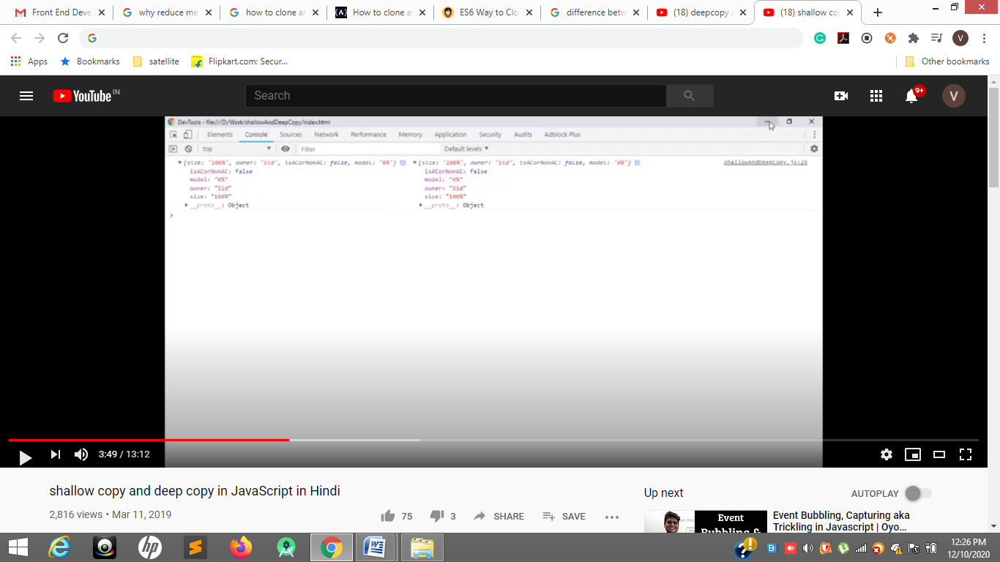 Front End Deve
why reduce me
how to clone ar
How to clone a
ES6 Way to Clo
difference betw
(18) deepcopy a
(18) shallow cop
V
Apps
Bookmarks
satellite
Flipkart.com: Secur...
Other bookmarks
YouTube IN
Search
9+
V
DevTools - file:///D:/Work/shallowAndDeepCopy/index.html
Elements Console Sources Network Performance Memory Application Security Audits Adblock Plus
top Filter Default levels
{size: "100%", owner: "Sid", isACorNonAC: false, model: "0%"} {size: "100%", owner: "Sid", isACorNonAC: false, model: "0%"} shallowAndDeepCopy.js:25
isACorNonAC: false isACorNonAC: false
model: "0%" model: "0%"
owner: "Sid" owner: "Sid"
size: "100%" size: "100%"
__proto__: Object __proto__: Object
3:49 / 13:12
shallow copy and deep copy in JavaScript in Hindi
2,816 views • Mar 11, 2019
75
3
SHARE
SAVE
Up next
AUTOPLAY
Event
Bubbling &
Event Bubbling, Capturing aka
Trickling in Javascript | Oyo...
12:26 PM
12/10/2020